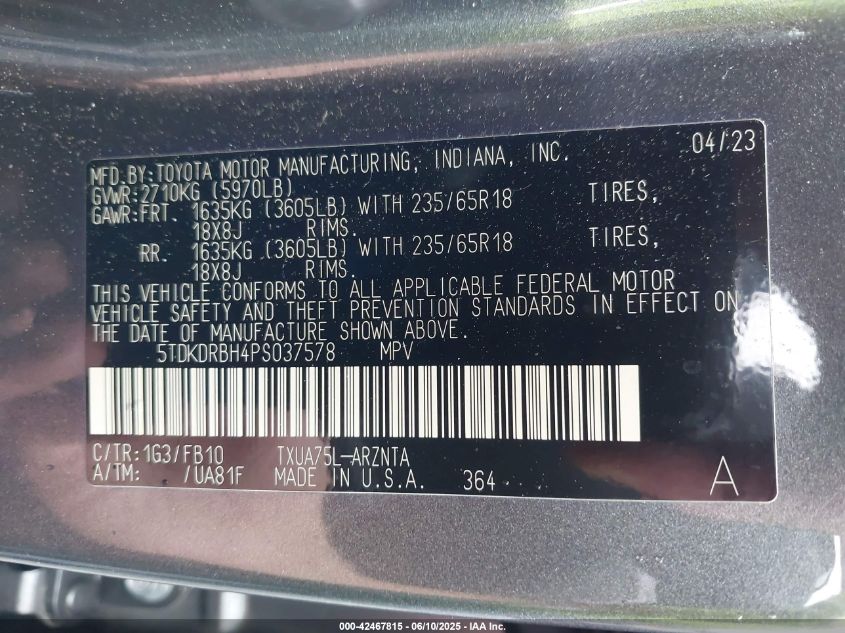 MFD.BY:TOYOTA MOTOR MANUFACTURING, INDIANA, INC. 04/23
GVWR:2710KG (5970LB)
GAWR:FRT. 1635KG (3605LB) WITH 235/65R18 TIRES,
18X8J RIMS.
RR. 1635KG (3605LB) WITH 235/65R18 TIRES,
18X8J RIMS.
THIS VEHICLE CONFORMS TO ALL APPLICABLE FEDERAL MOTOR
VEHICLE SAFETY AND THEFT PREVENTION STANDARDS IN EFFECT ON
THE DATE OF MANUFACTURE SHOWN ABOVE.
5TDKDRBH4PS037578 MPV
C/TR:1G3/FB10 TXUA75L-ARZNTA
A/TM: /UA81F MADE IN U.S.A. 364 A
000-42467815 - 06/10/2025 - IAA Inc.